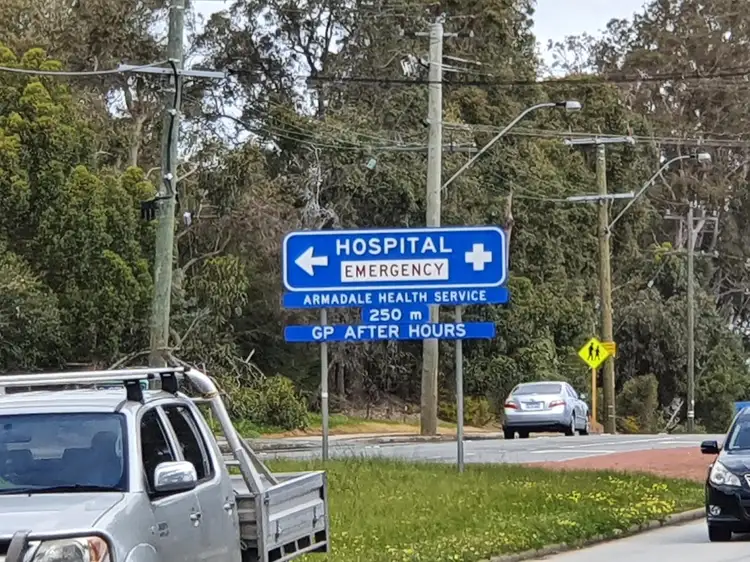 HOSPITAL
EMERGENCY
ARMADALE HEALTH SERVICE
250 m
GP AFTER HOURS